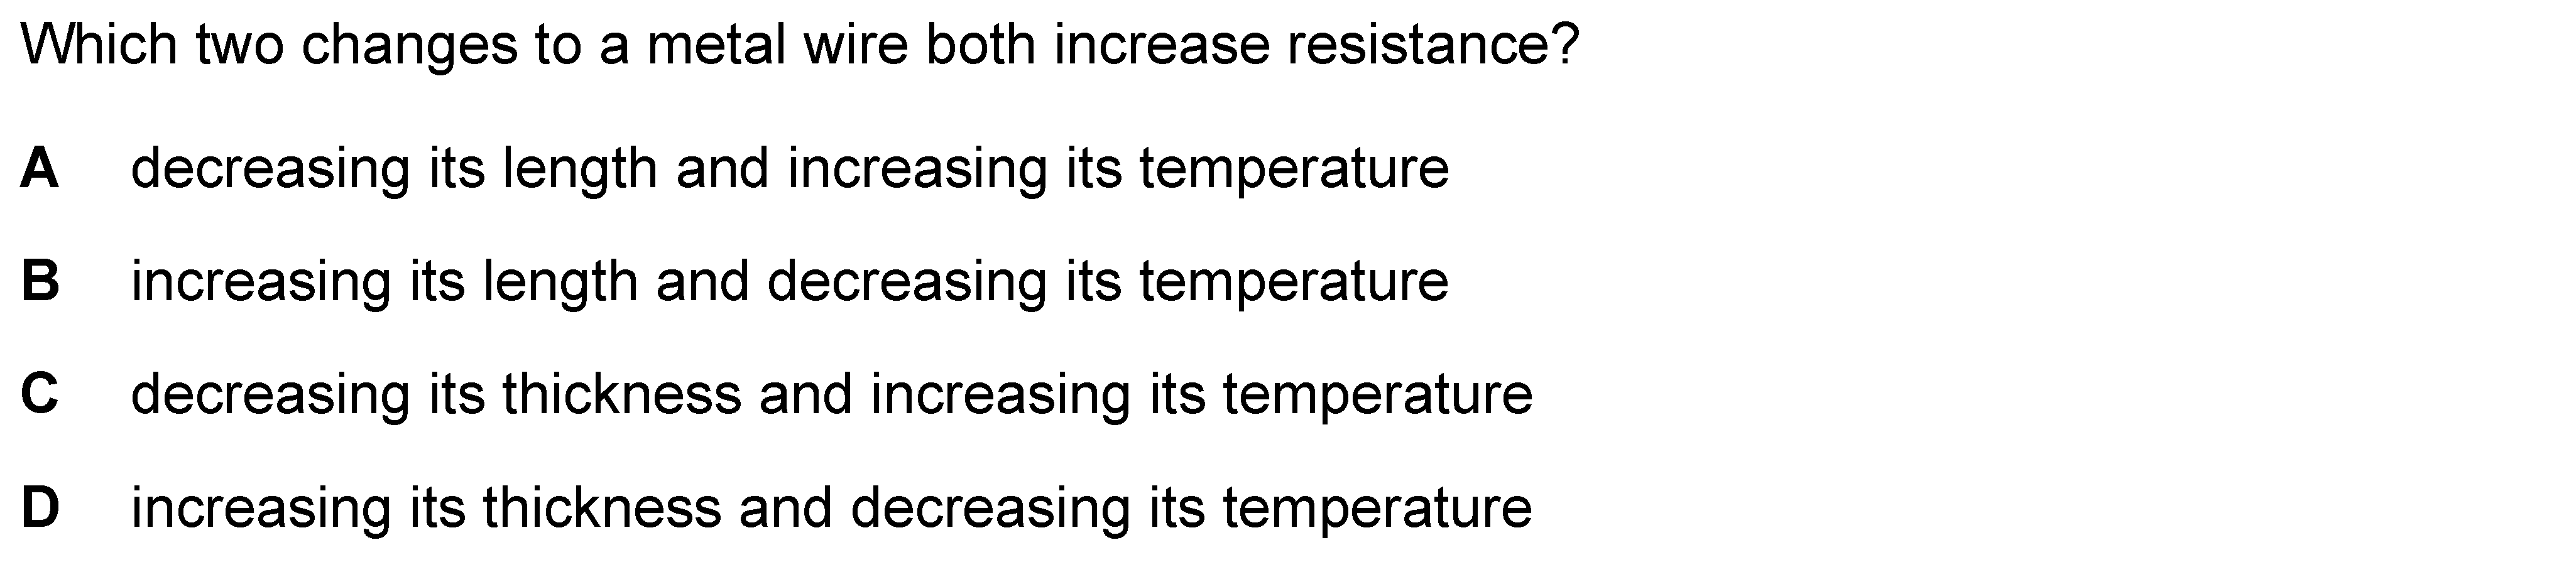 Which two changes to a metal wire both increase resistance?
A decreasing its length and increasing its temperature
B increasing its length and decreasing its temperature
C decreasing its thickness and increasing its temperature
D increasing its thickness and decreasing its temperature